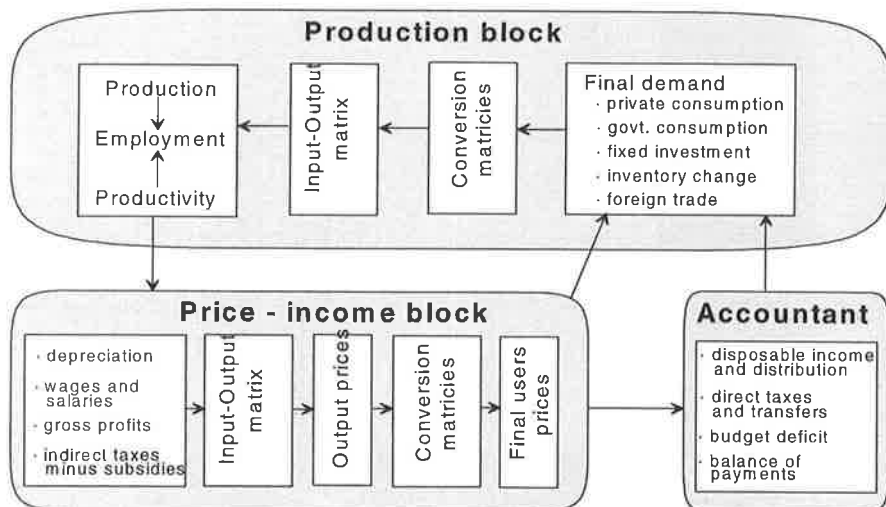 Production block
Production
Employment
Productivity
Input-Output
matrix
Conversion
matricies
Final demand
· private consumption
· govt. consumption
· fixed investment
· inventory change
· foreign trade
Price - income block
· depreciation
· wages and
salaries
· gross profits
· indirect taxes
minus subsidies
Input-Output
matrix
Output prices
Conversion
matricies
Final users
prices
Accountant
· disposable income
and distribution
· direct taxes
and transfers
· budget deficit
· balance of
payments